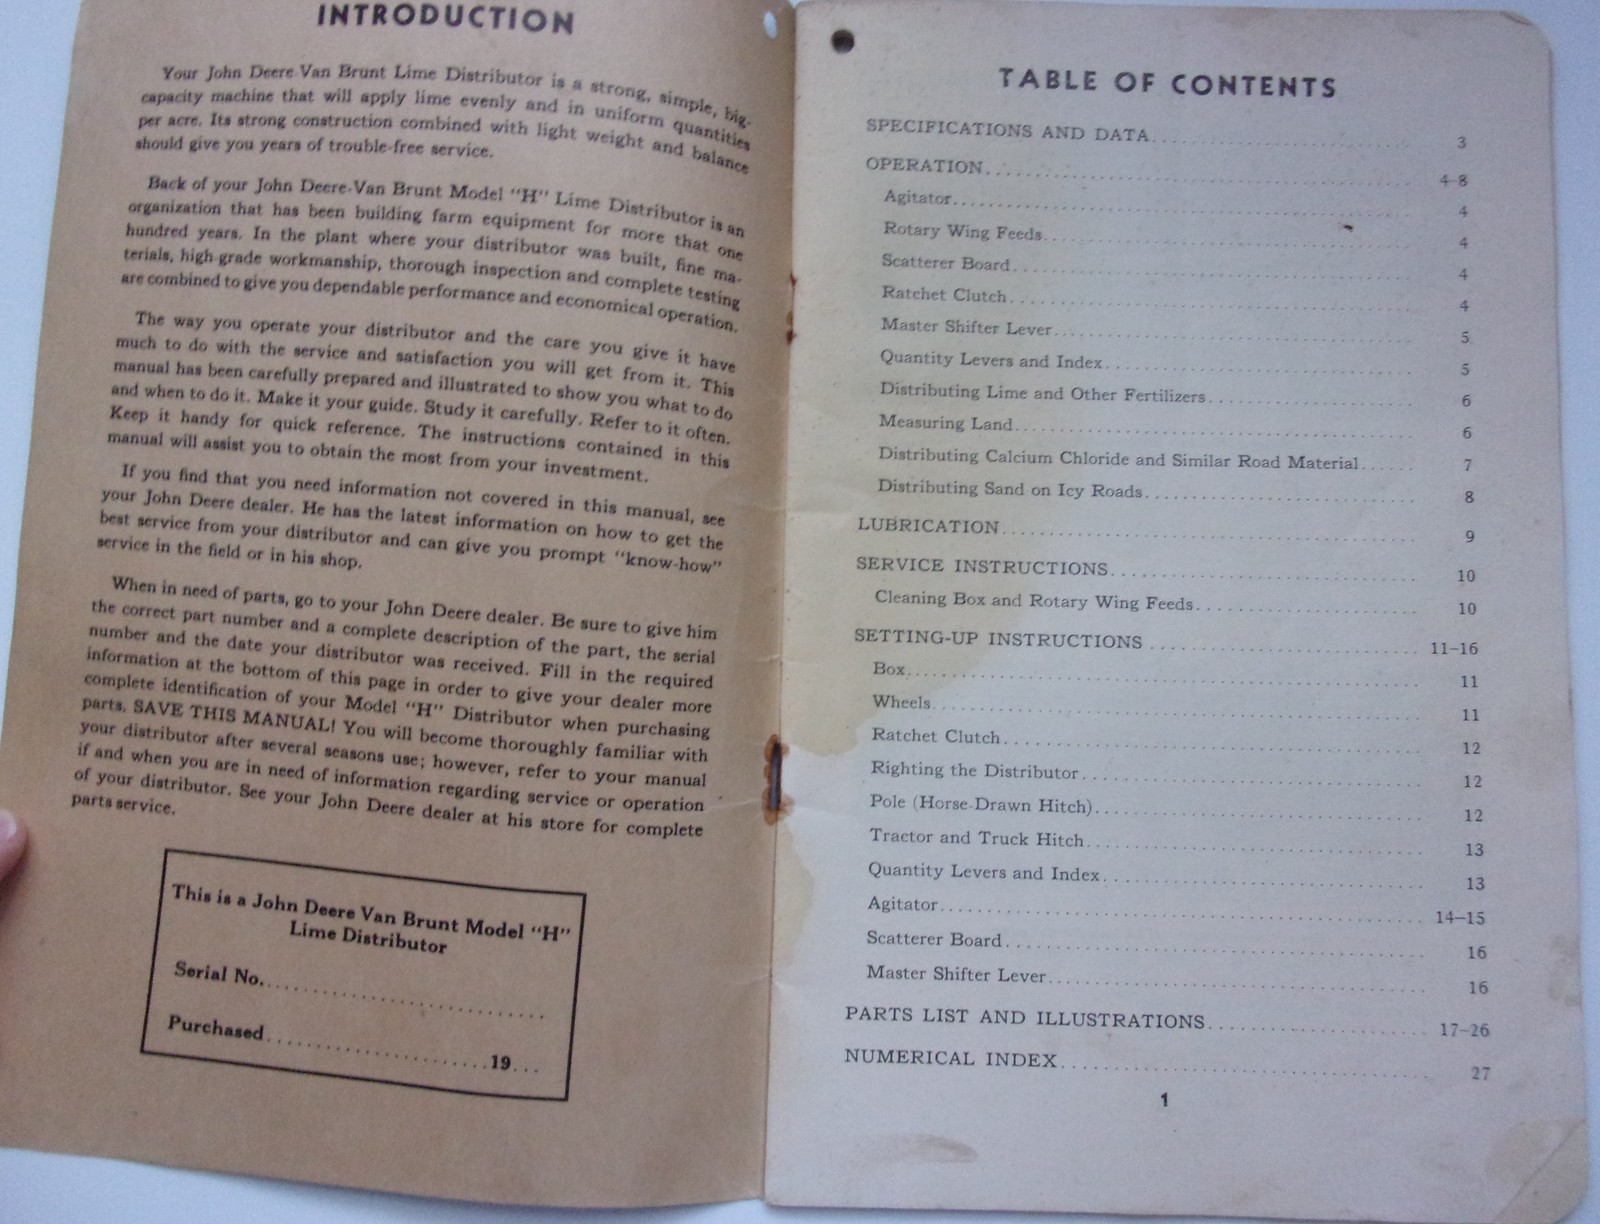 INTRODUCTION
Your John Deere-Van Brunt Lime Distributor is a strong, simple, big-
capacity machine that will apply lime evenly and in uniform quantities
per acre. Its strong construction combined with light weight and balance
should give you years of trouble-free service.
Back of your John Deere-Van Brunt Model "H" Lime Distributor is an
organization that has been building farm equipment for more that one
hundred years. In the plant where your distributor was built, fine ma-
terials, high-grade workmanship, thorough inspection and complete testing
are combined to give you dependable performance and economical operation.
The way you operate your distributor and the care you give it have
much to do with the service and satisfaction you will get from it. This
manual has been carefully prepared and illustrated to show you what to do
and when to do it. Make it your guide. Study it carefully. Refer to it often.
Keep it handy for quick reference. The instructions contained in this
manual will assist you to obtain the most from your investment.
If you find that you need information not covered in this manual, see
your John Deere dealer. He has the latest information on how to get the
best service from your distributor and can give you prompt "know-how"
service in the field or in his shop.
When in need of parts, go to your John Deere dealer. Be sure to give him
the correct part number and a complete description of the part, the serial
number and the date your distributor was received. Fill in the required
information at the bottom of this page in order to give your dealer more
complete identification of your Model "H" Distributor when purchasing
parts. SAVE THIS MANUAL! You will become thoroughly familiar with
your distributor after several seasons use; however, refer to your manual
if and when you are in need of information regarding service or operation
of your distributor. See your John Deere dealer at his store for complete
parts service.
This is a John Deere Van Brunt Model "H"
Lime Distributor
Serial No..............................
Purchased........................19...
TABLE OF CONTENTS
SPECIFICATIONS AND DATA........................ 3
OPERATION........................ 4-8
Agitator........................ 4
Rotary Wing Feeds........................ 4
Scatterer Board........................ 4
Ratchet Clutch........................ 4
Master Shifter Lever........................ 5
Quantity Levers and Index........................ 5
Distributing Lime and Other Fertilizers........................ 6
Measuring Land........................ 6
Distributing Calcium Chloride and Similar Road Material...... 7
Distributing Sand on Icy Roads........................ 8
LUBRICATION........................ 9
SERVICE INSTRUCTIONS........................ 10
Cleaning Box and Rotary Wing Feeds........................ 10
SETTING-UP INSTRUCTIONS ........................ 11-16
Box........................ 11
Wheels........................ 11
Ratchet Clutch........................ 12
Righting the Distributor........................ 12
Pole (Horse-Drawn Hitch)........................ 12
Tractor and Truck Hitch........................ 13
Quantity Levers and Index........................ 13
Agitator........................ 14-15
Scatterer Board........................ 16
Master Shifter Lever........................ 16
PARTS LIST AND ILLUSTRATIONS........................ 17-26
NUMERICAL INDEX........................ 27
1